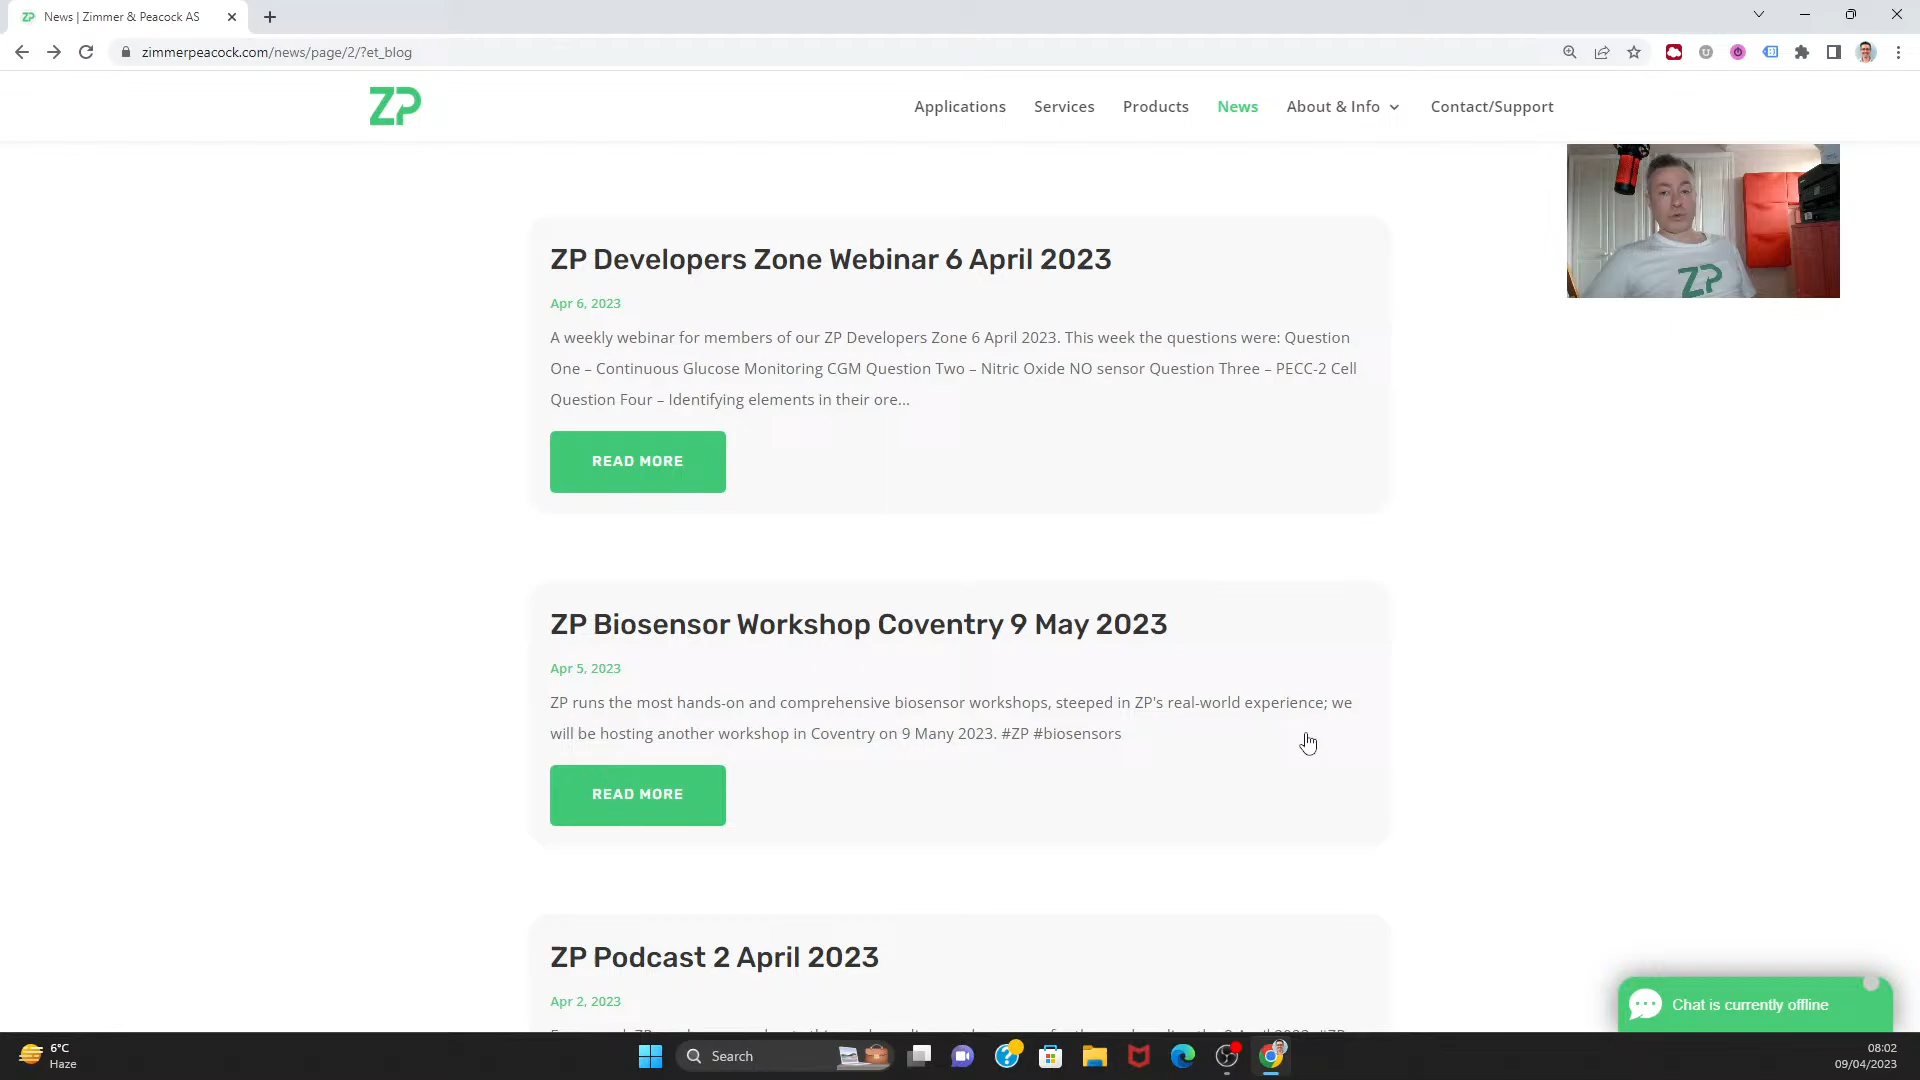 News | Zimmer & Peacock AS
zimmerpeacock.com/news/page/2/?et_blog
ZP
Applications
Services
Products
News
About & Info
Contact/Support
ZP
ZP Developers Zone Webinar 6 April 2023
Apr 6, 2023
A weekly webinar for members of our ZP Developers Zone 6 April 2023. This week the questions were: Question
One – Continuous Glucose Monitoring CGM Question Two – Nitric Oxide NO sensor Question Three – PECC-2 Cell
Question Four – Identifying elements in their ore...
READ MORE
ZP Biosensor Workshop Coventry 9 May 2023
Apr 5, 2023
ZP runs the most hands-on and comprehensive biosensor workshops, steeped in ZP's real-world experience; we
will be hosting another workshop in Coventry on 9 Many 2023. #ZP #biosensors
READ MORE
ZP Podcast 2 April 2023
Apr 2, 2023
Chat is currently offline
6°C
Haze
Search
08:02
09/04/2023